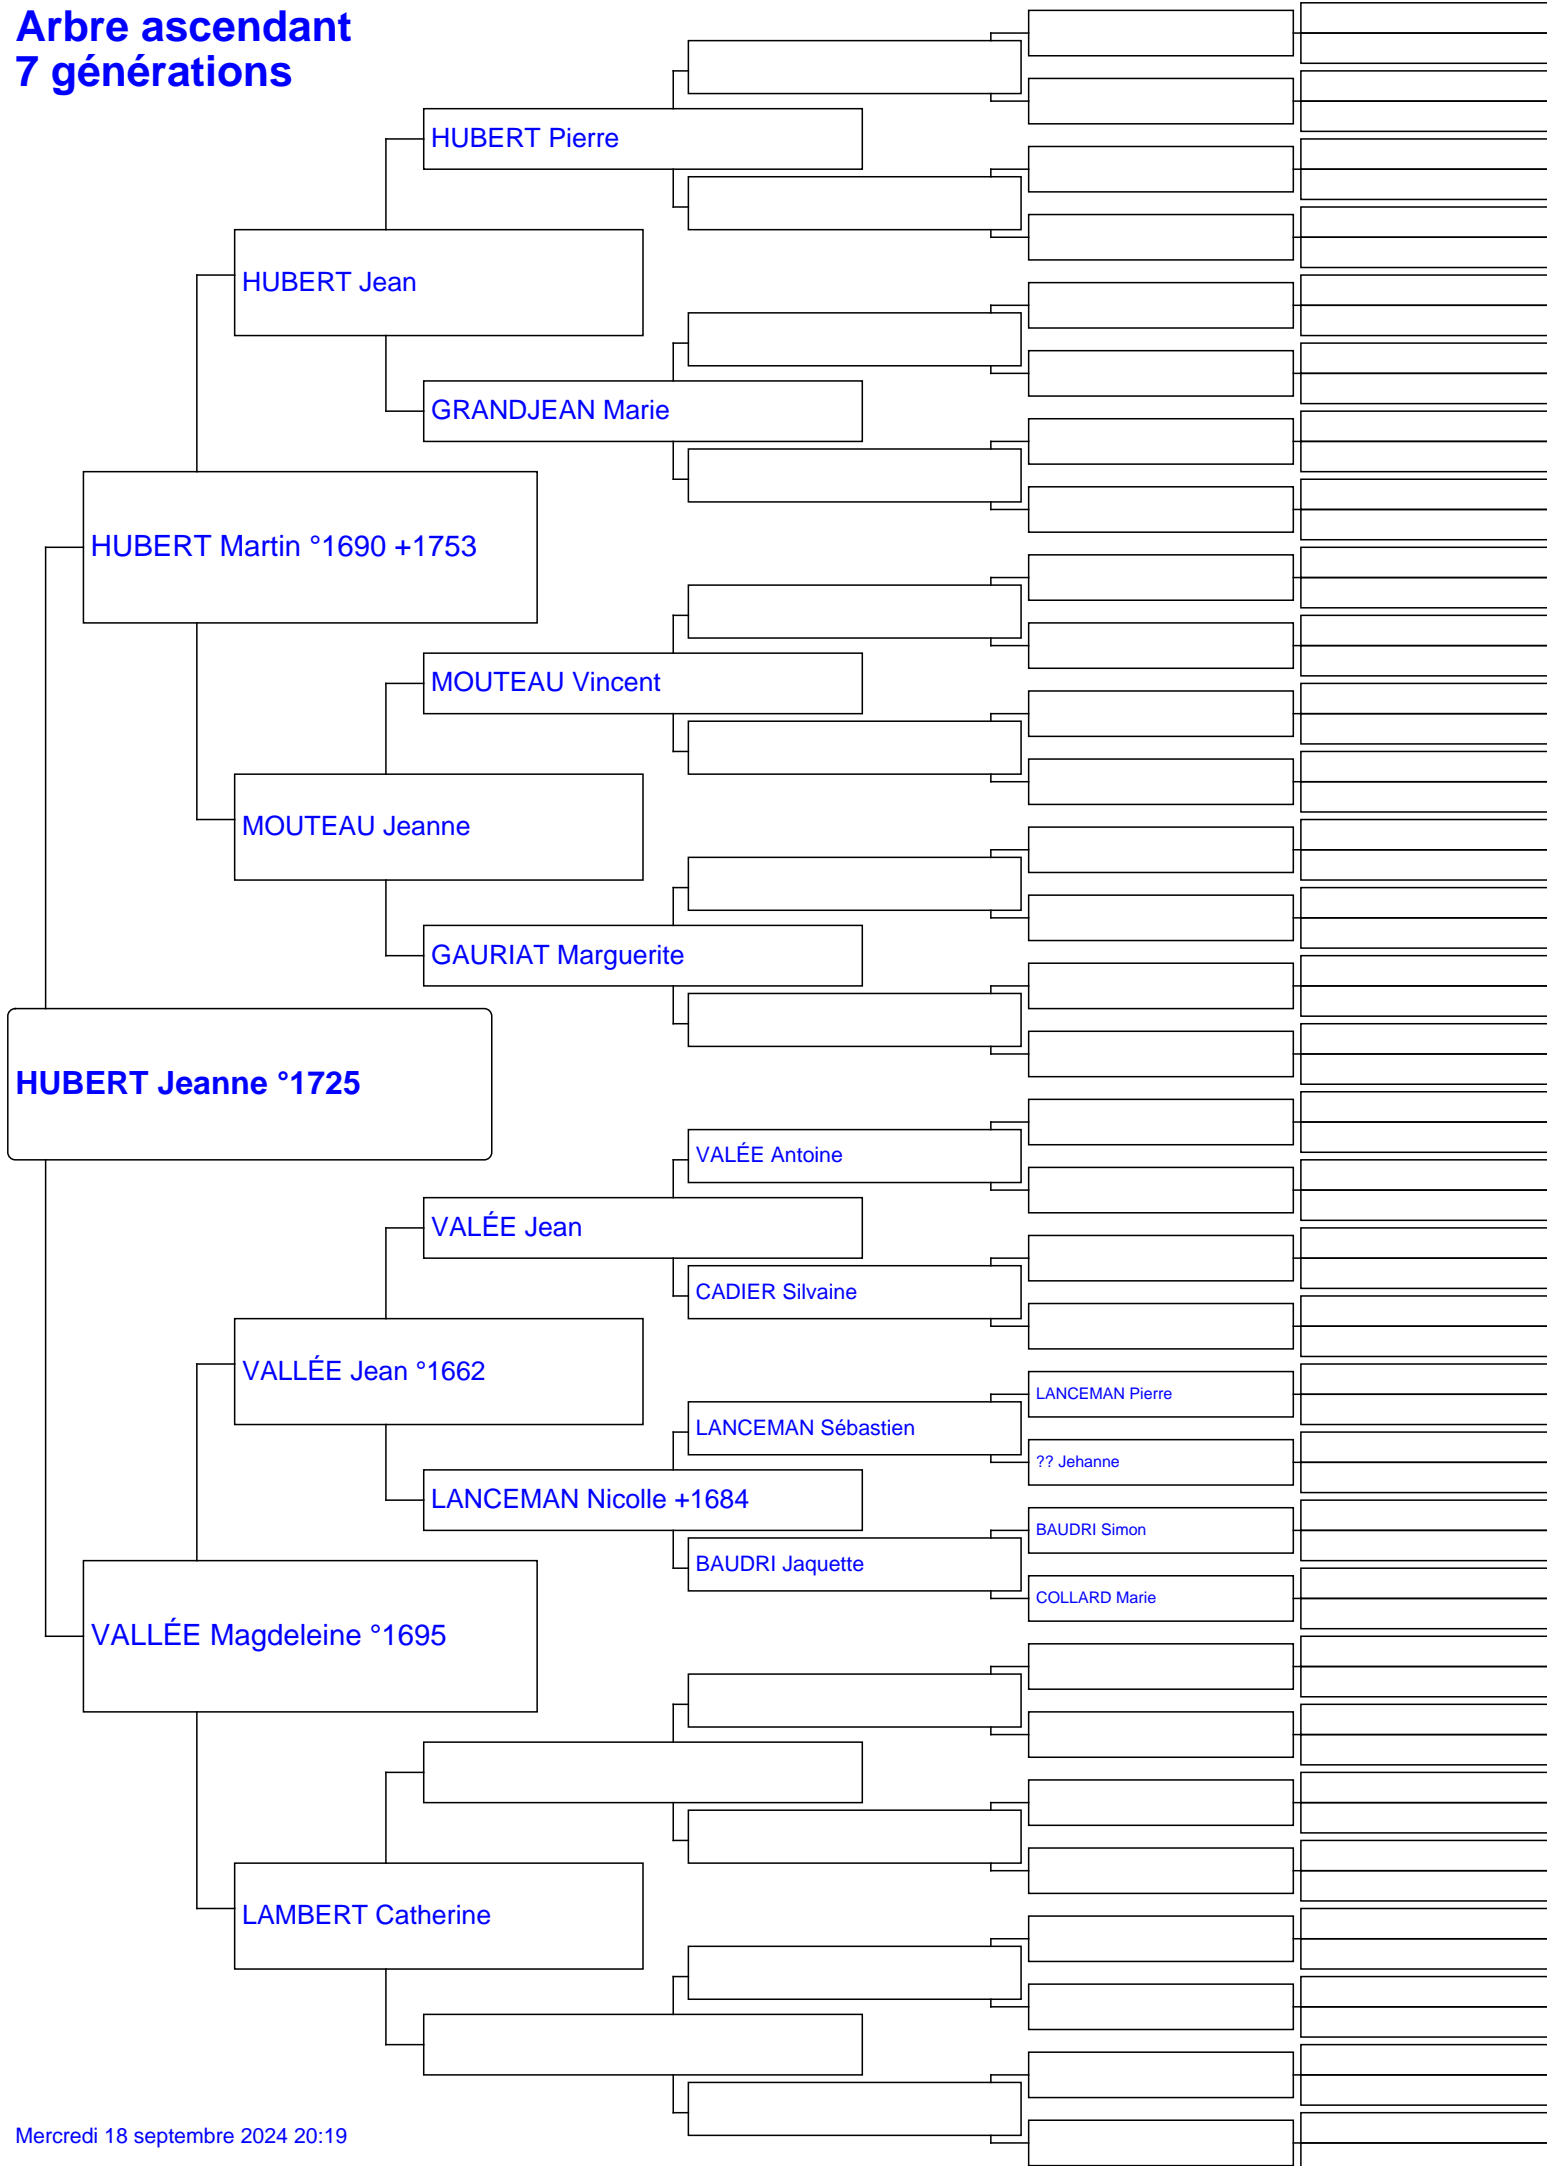 Arbre ascendant
7 générations
HUBERT Pierre
HUBERT Jean
GRANDJEAN Marie
HUBERT Martin °1690 +1753
MOUTEAU Vincent
MOUTEAU Jeanne
GAURIAT Marguerite
HUBERT Jeanne °1725
VALÉE Antoine
VALÉE Jean
CADIER Silvaine
VALLÉE Jean °1662
LANCEMAN Pierre
LANCEMAN Sébastien
?? Jehanne
LANCEMAN Nicolle +1684
BAUDRI Simon
BAUDRI Jaquette
COLLARD Marie
VALLÉE Magdeleine °1695
LAMBERT Catherine
Mercredi 18 septembre 2024 20:19